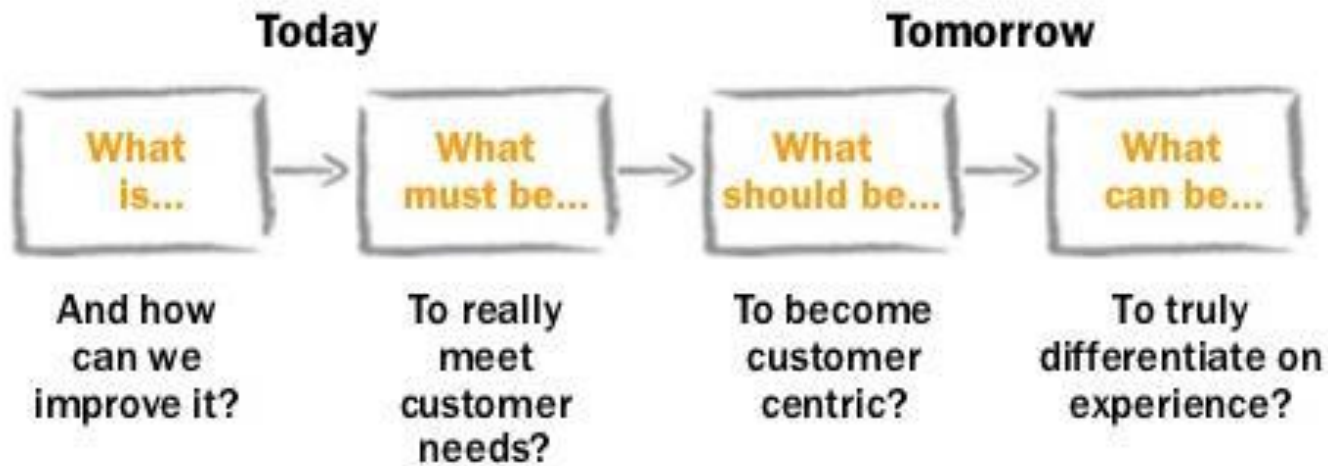 Today
Tomorrow
What
is...
What
must be...
What
should be...
What
can be...
And how
can we
improve it?
To really
meet
customer
needs?
To become
customer
centric?
To truly
differentiate on
experience?